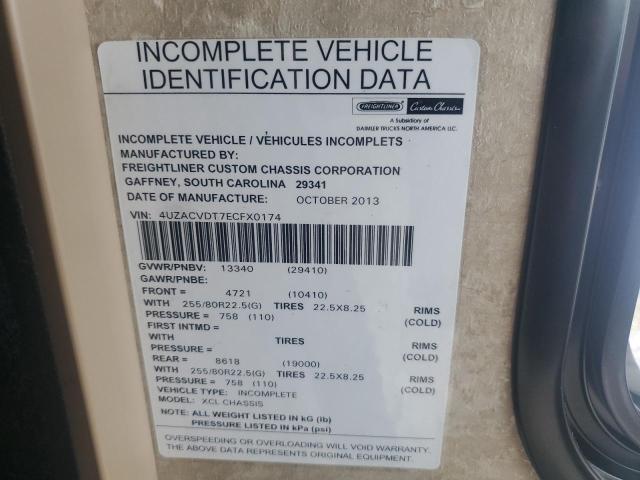 INCOMPLETE VEHICLE
IDENTIFICATION DATA
FREIGHTLINER Custom Chassis
A Subsidiary of
DAIMLER TRUCKS NORTH AMERICA LLC.
INCOMPLETE VEHICLE / VÉHICULES INCOMPLETS
MANUFACTURED BY:
FREIGHTLINER CUSTOM CHASSIS CORPORATION
GAFFNEY, SOUTH CAROLINA 29341
DATE OF MANUFACTURE: OCTOBER 2013
VIN: 4UZACVDT7ECFX0174
GVWR/PNBV: 13340 (29410)
GAWR/PNBE:
FRONT = 4721 (10410)
WITH 255/80R22.5(G) TIRES 22.5X8.25 RIMS
PRESSURE = 758 (110) (COLD)
FIRST INTMD =
WITH TIRES RIMS
PRESSURE = (COLD)
REAR = 8618 (19000)
WITH 255/80R22.5(G) TIRES 22.5X8.25 RIMS
PRESSURE = 758 (110) (COLD)
VEHICLE TYPE: INCOMPLETE
MODEL: XCL CHASSIS
NOTE: ALL WEIGHT LISTED IN kG (lb)
PRESSURE LISTED IN kPa (psi)
OVERSPEEDING OR OVERLOADING WILL VOID WARRANTY.
THE ABOVE DATA REPRESENTS ORIGINAL EQUIPMENT.